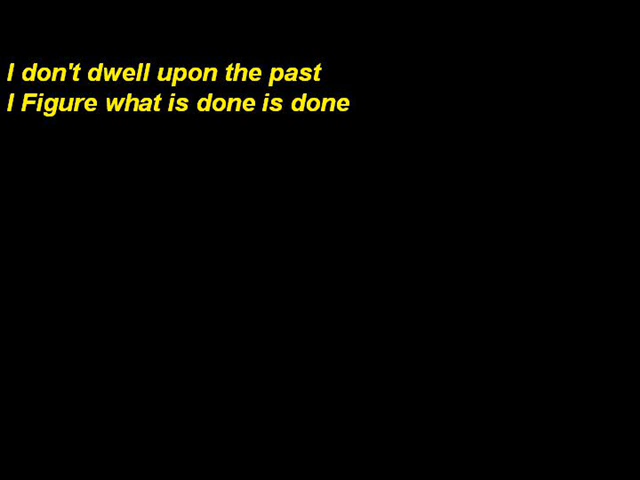 I don't dwell upon the past
I Figure what is done is done